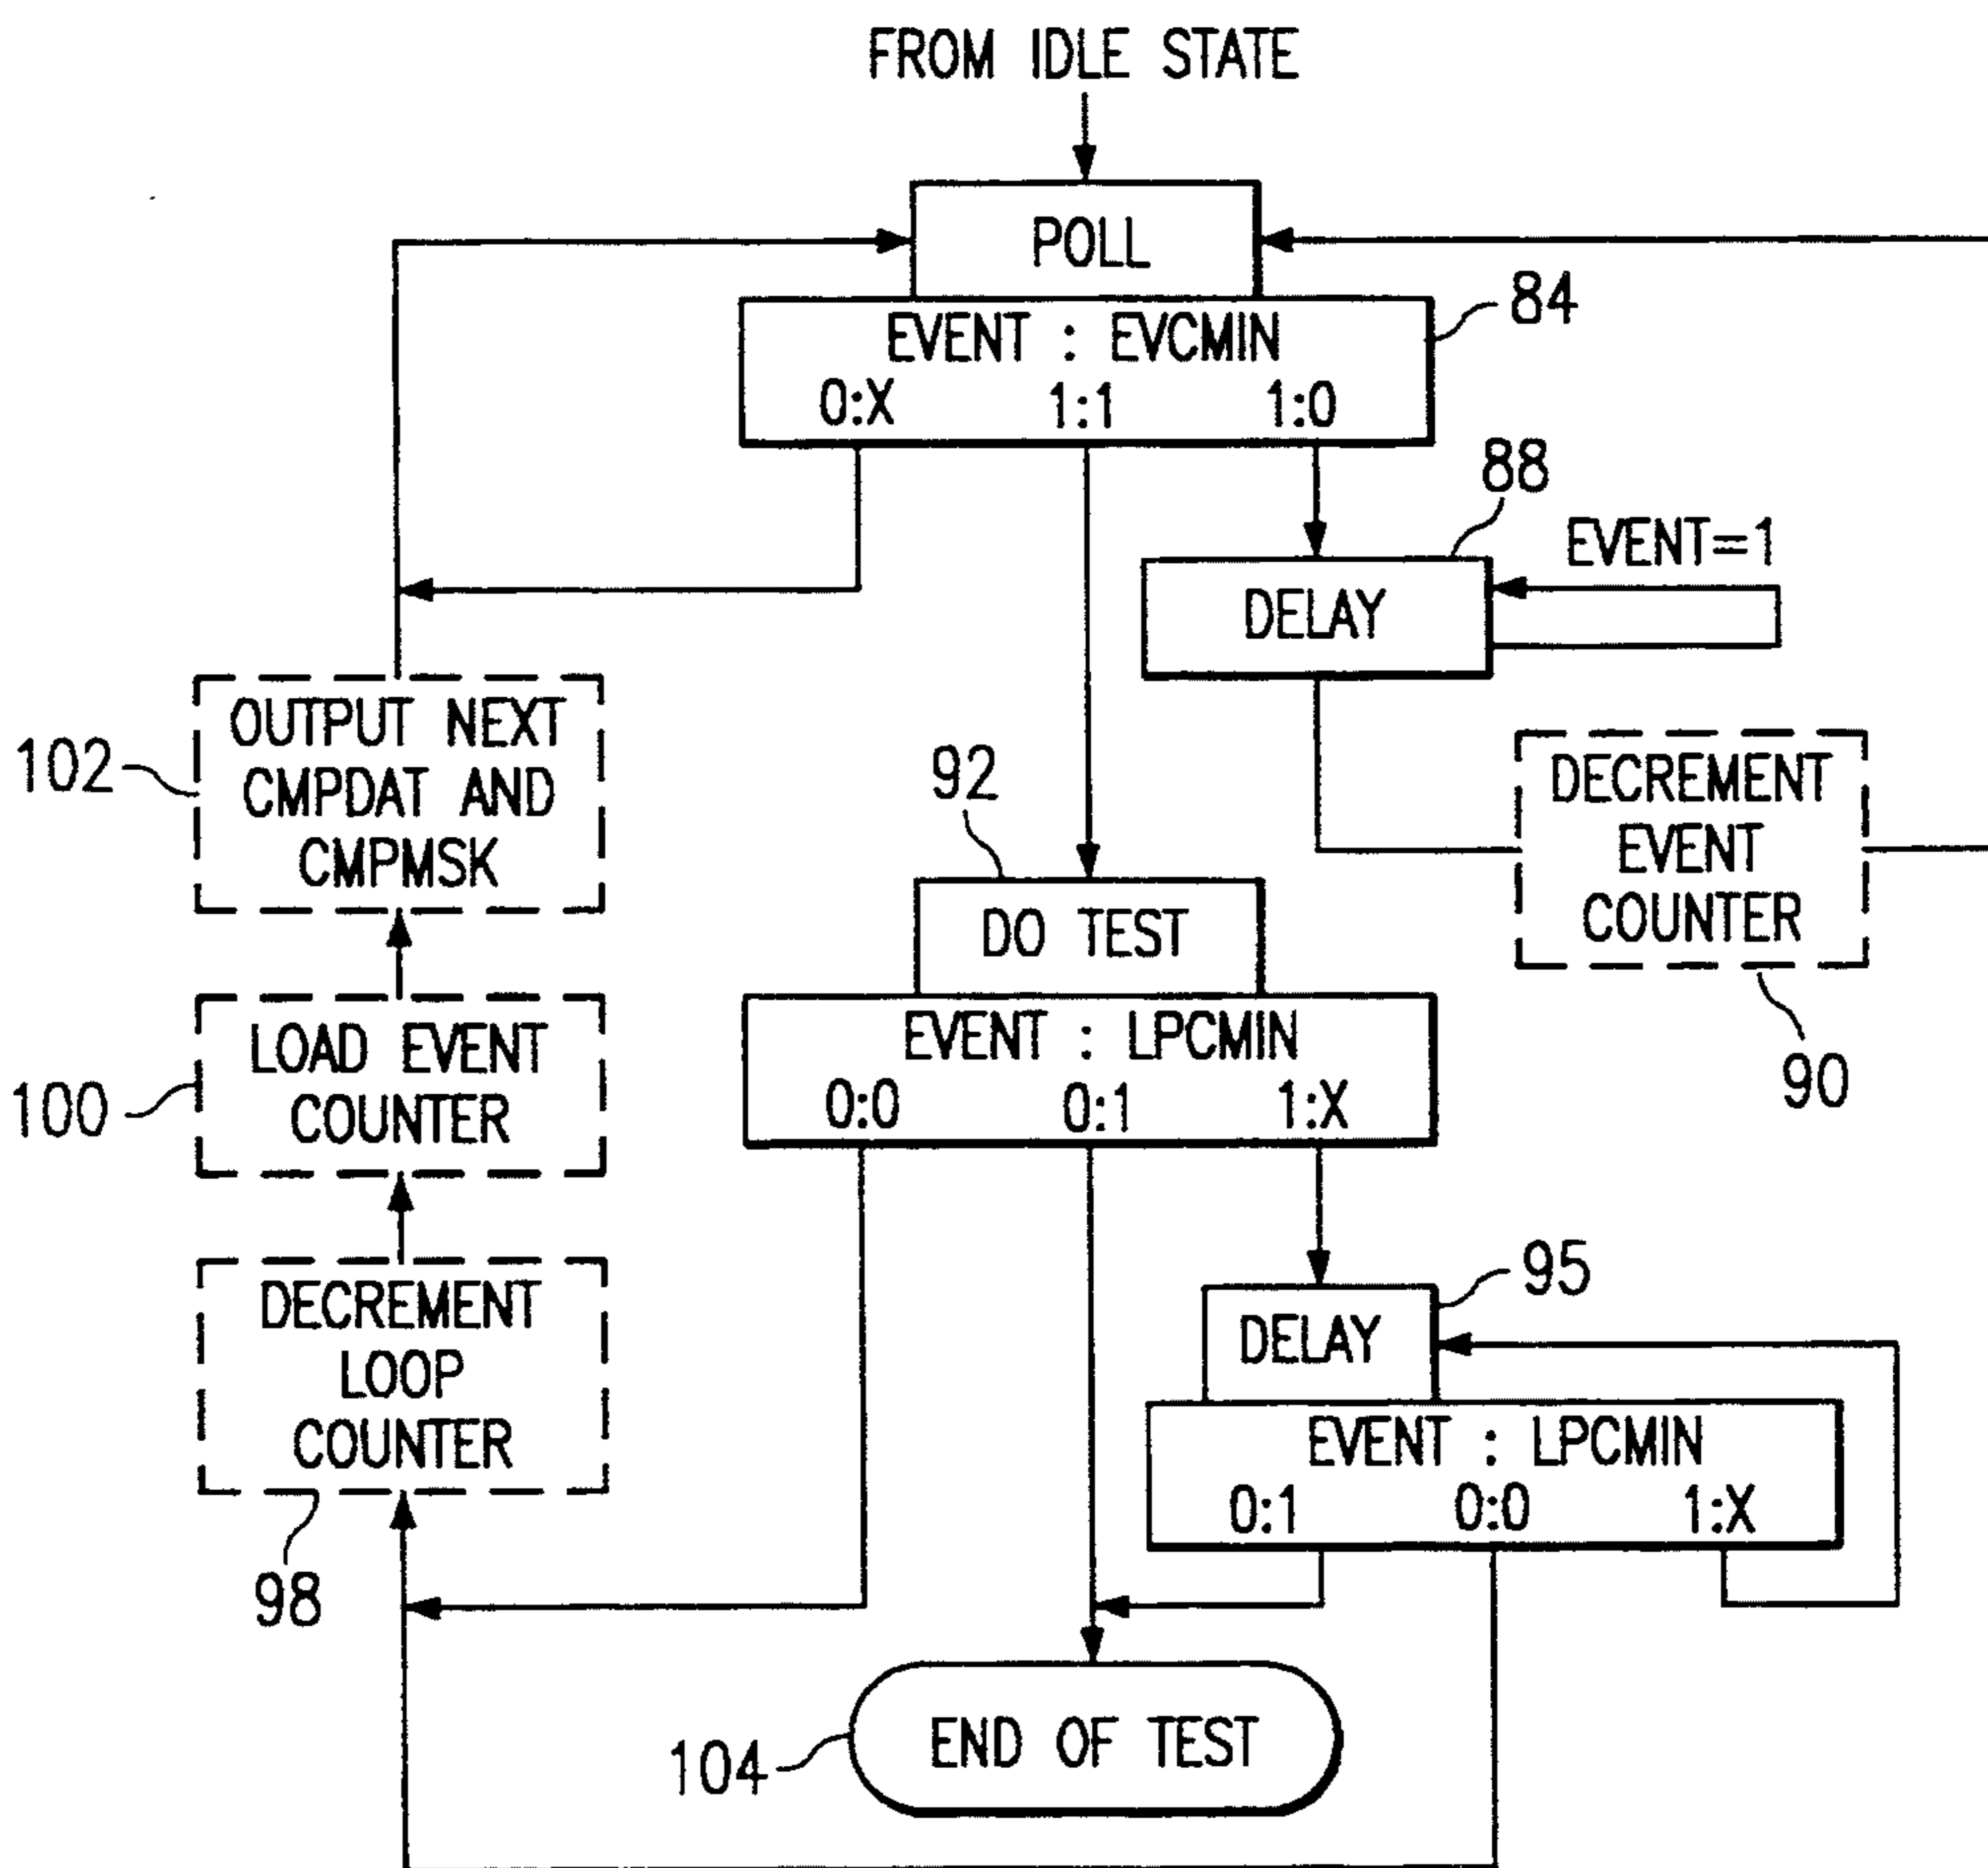 FROM IDLE STATE
POLL
84
EVENT : EVCMIN
0:X 1:1 1:0
88
EVENT=1
DELAY
102
OUTPUT NEXT
CMPDAT AND
CMPMSK
92
DECREMENT
EVENT
COUNTER
90
DO TEST
EVENT : LPCMIN
0:0 0:1 1:X
100
LOAD EVENT
COUNTER
95
DELAY
DECREMENT
LOOP
COUNTER
98
EVENT : LPCMIN
0:1 0:0 1:X
104
END OF TEST